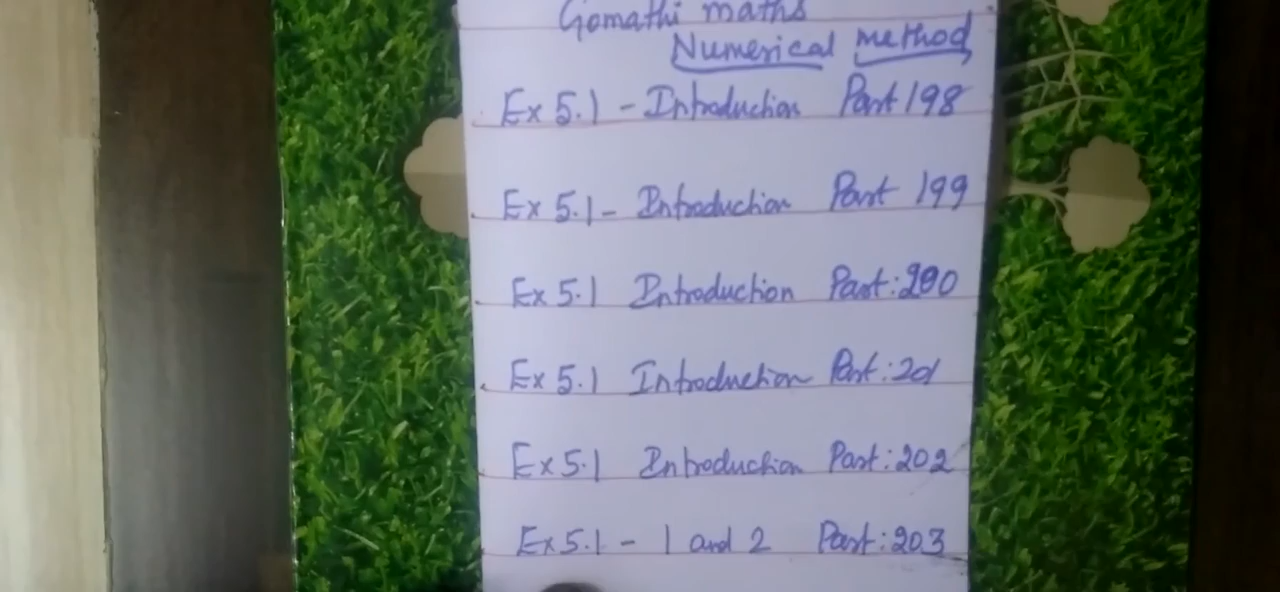 Gomathi maths
Numerical method
Ex 5.1 - Introduction Part 198
Ex 5.1 - Introduction Part 199
Ex 5.1 Introduction Part:200
Ex 5.1 Introduction Part:201
Ex 5.1 Introduction Part:202
Ex 5.1 - 1 and 2 Part:203